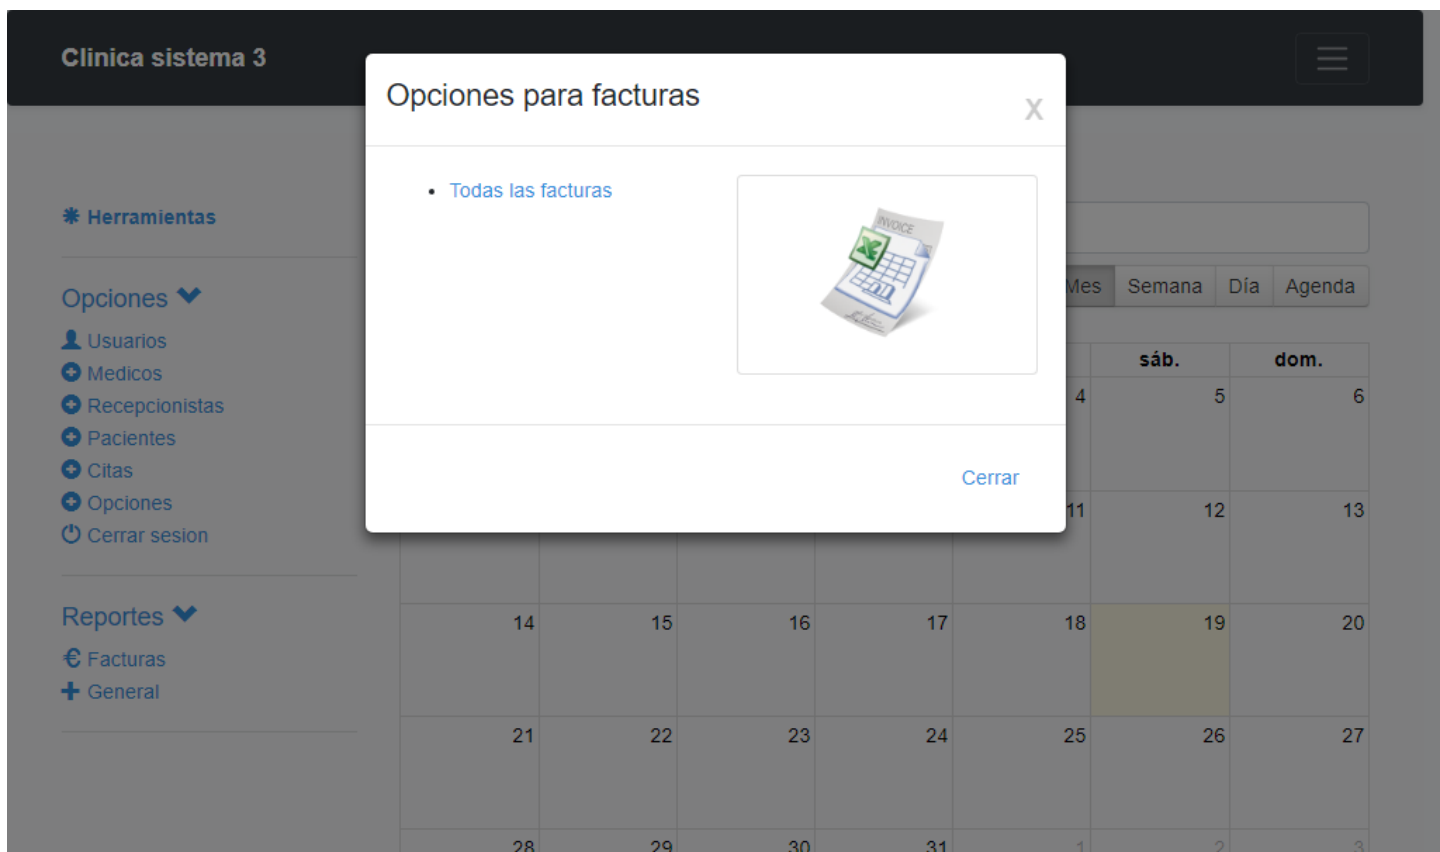 Clinica sistema 3
Opciones para facturas
X
Todas las facturas
INVOICE
Cerrar
Herramientas
Opciones
Usuarios
Medicos
Recepcionistas
Pacientes
Citas
Opciones
Cerrar sesion
Reportes
Facturas
General
Mes Semana Día Agenda
sáb. dom.
4 5 6
11 12 13
14 15 16 17 18 19 20
21 22 23 24 25 26 27
28 29 30 31 1 2 3